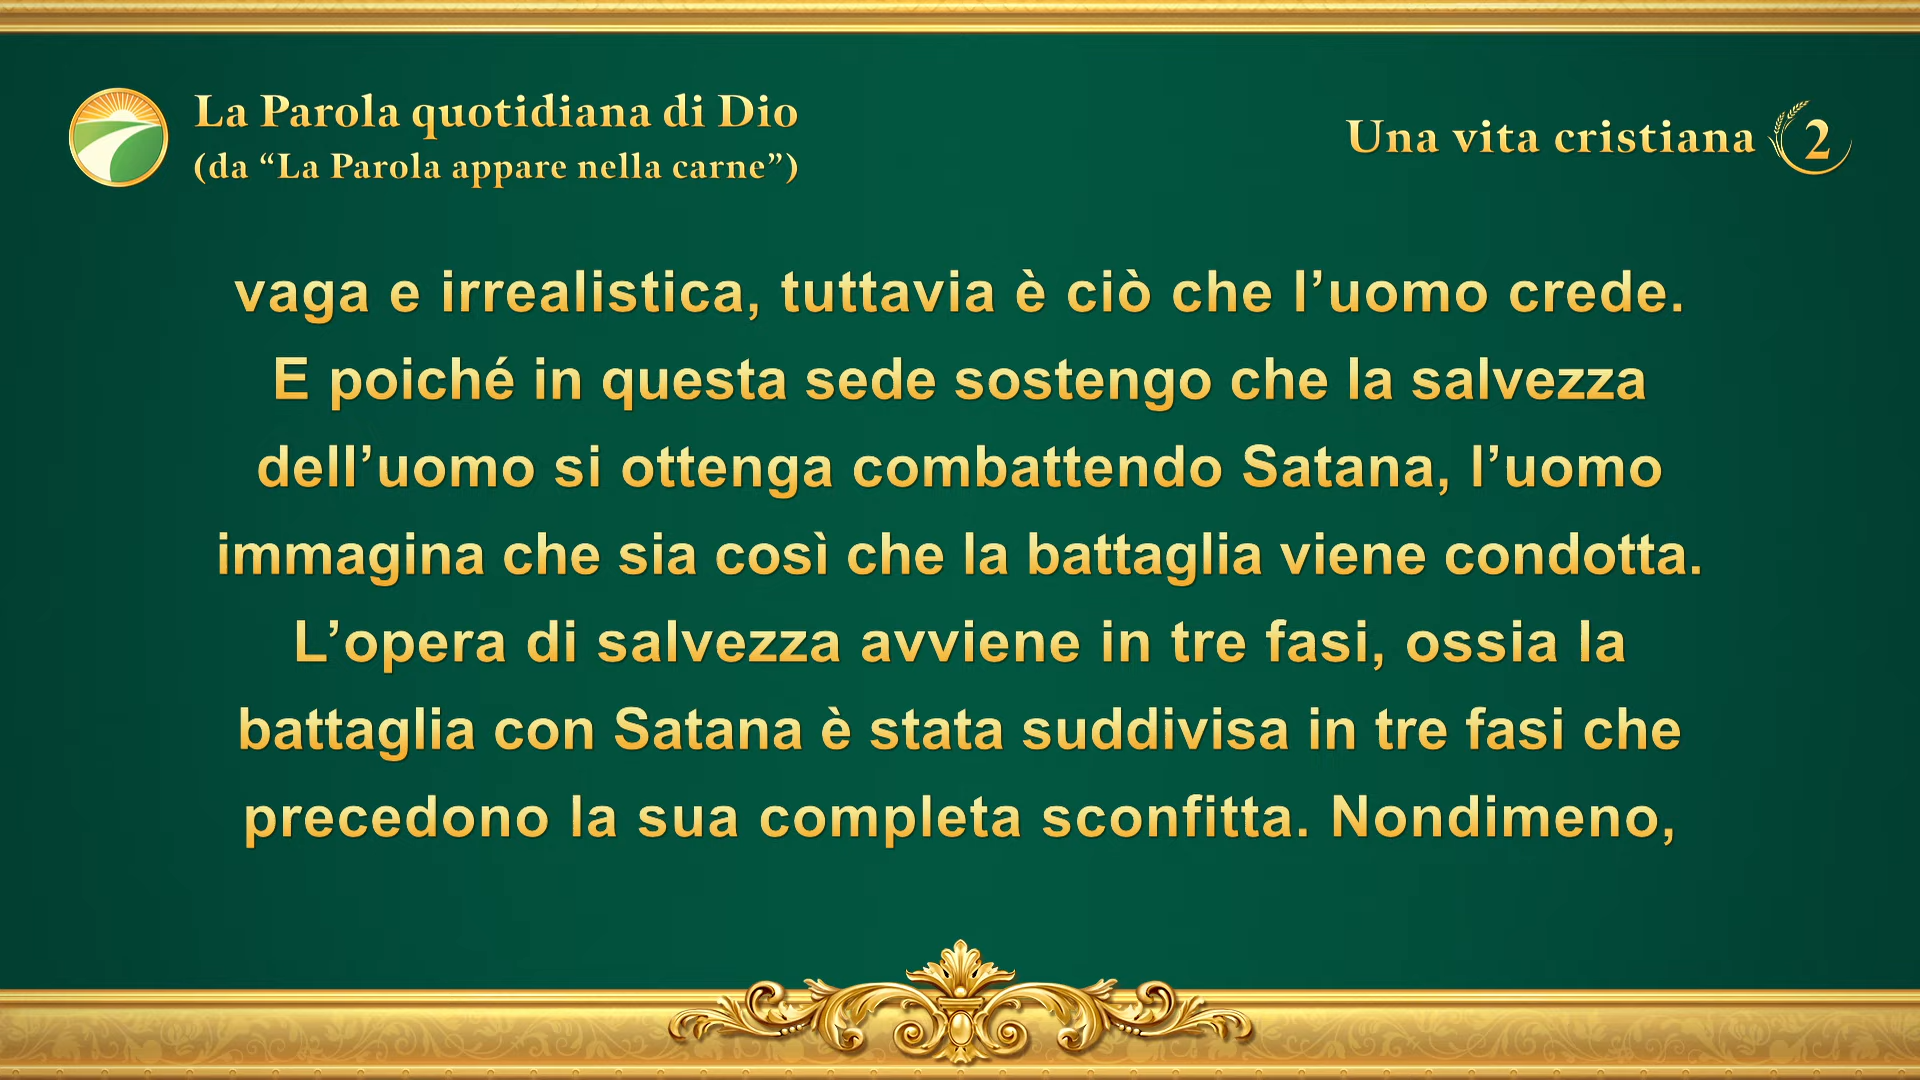 La Parola quotidiana di Dio
(da “La Parola appare nella carne”)
Una vita cristiana 2
vaga e irrealistica, tuttavia è ciò che l’uomo crede.
E poiché in questa sede sostengo che la salvezza
dell’uomo si ottenga combattendo Satana, l’uomo
immagina che sia così che la battaglia viene condotta.
L’opera di salvezza avviene in tre fasi, ossia la
battaglia con Satana è stata suddivisa in tre fasi che
precedono la sua completa sconfitta. Nondimeno,